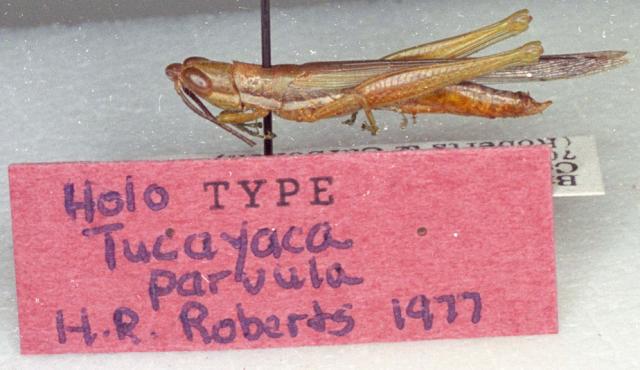 Holo TYPE
Tucayaca
parvula
H.R. Roberts 1977